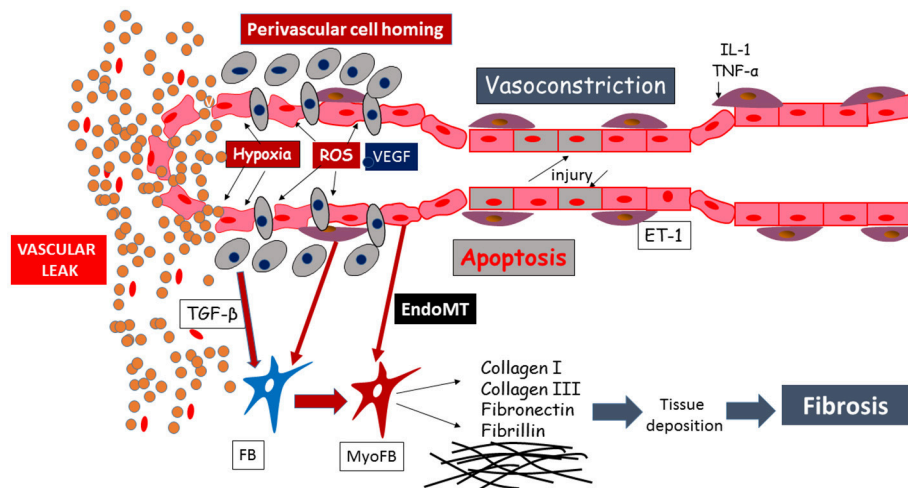 Perivascular cell homing
IL-1
TNF-α
Vasoconstriction
Hypoxia
ROS
VEGF
injury
VASCULAR
LEAK
ET-1
Apoptosis
TGF-β
EndoMT
Collagen I
Collagen III
Fibronectin
Fibrillin
Tissue
deposition
Fibrosis
FB
MyoFB